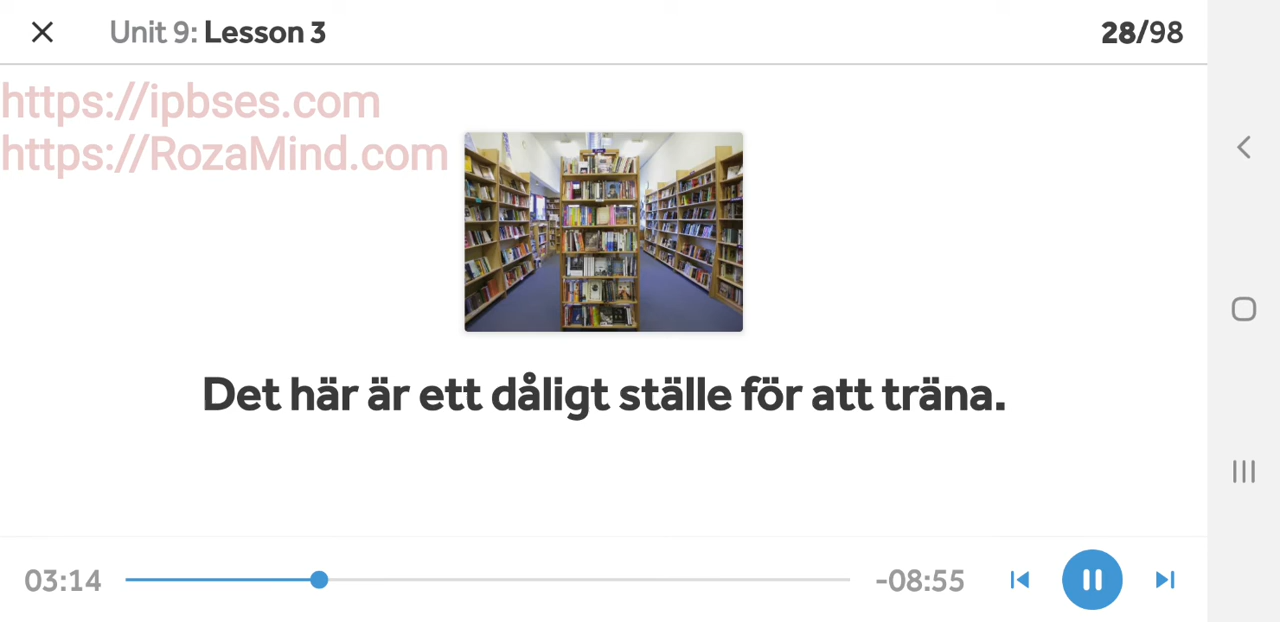 Unit 9: Lesson 3
28/98
https://ipbses.com
https://RozaMind.com
Det här är ett dåligt ställe för att träna.
03:14
-08:55